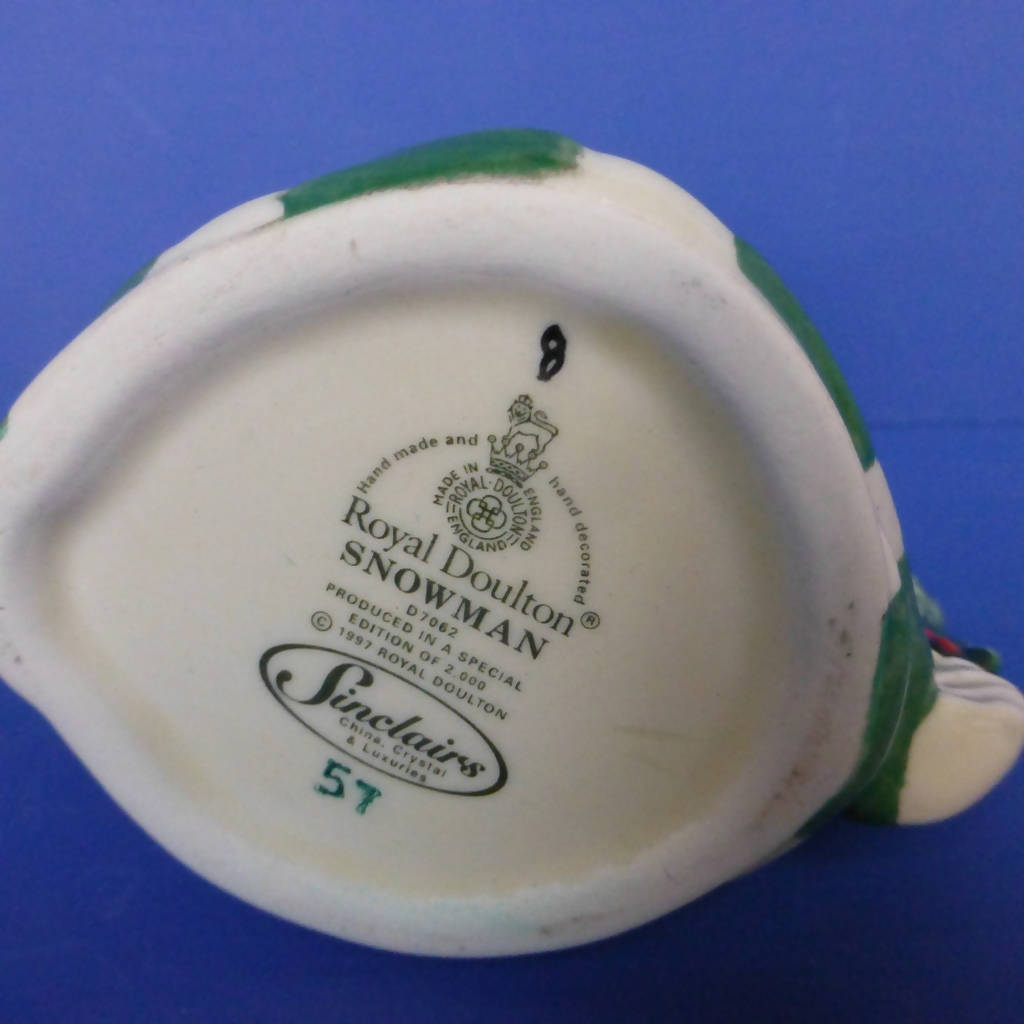 8
Hand made and hand decorated
MADE IN ENGLAND
ROYAL·DOULTON
ENGLAND
Royal Doulton ®
SNOWMAN
D7062
PRODUCED IN A SPECIAL
EDITION OF 2,000
© 1997 ROYAL DOULTON
Sinclairs
China, Crystal
& Luxuries
57